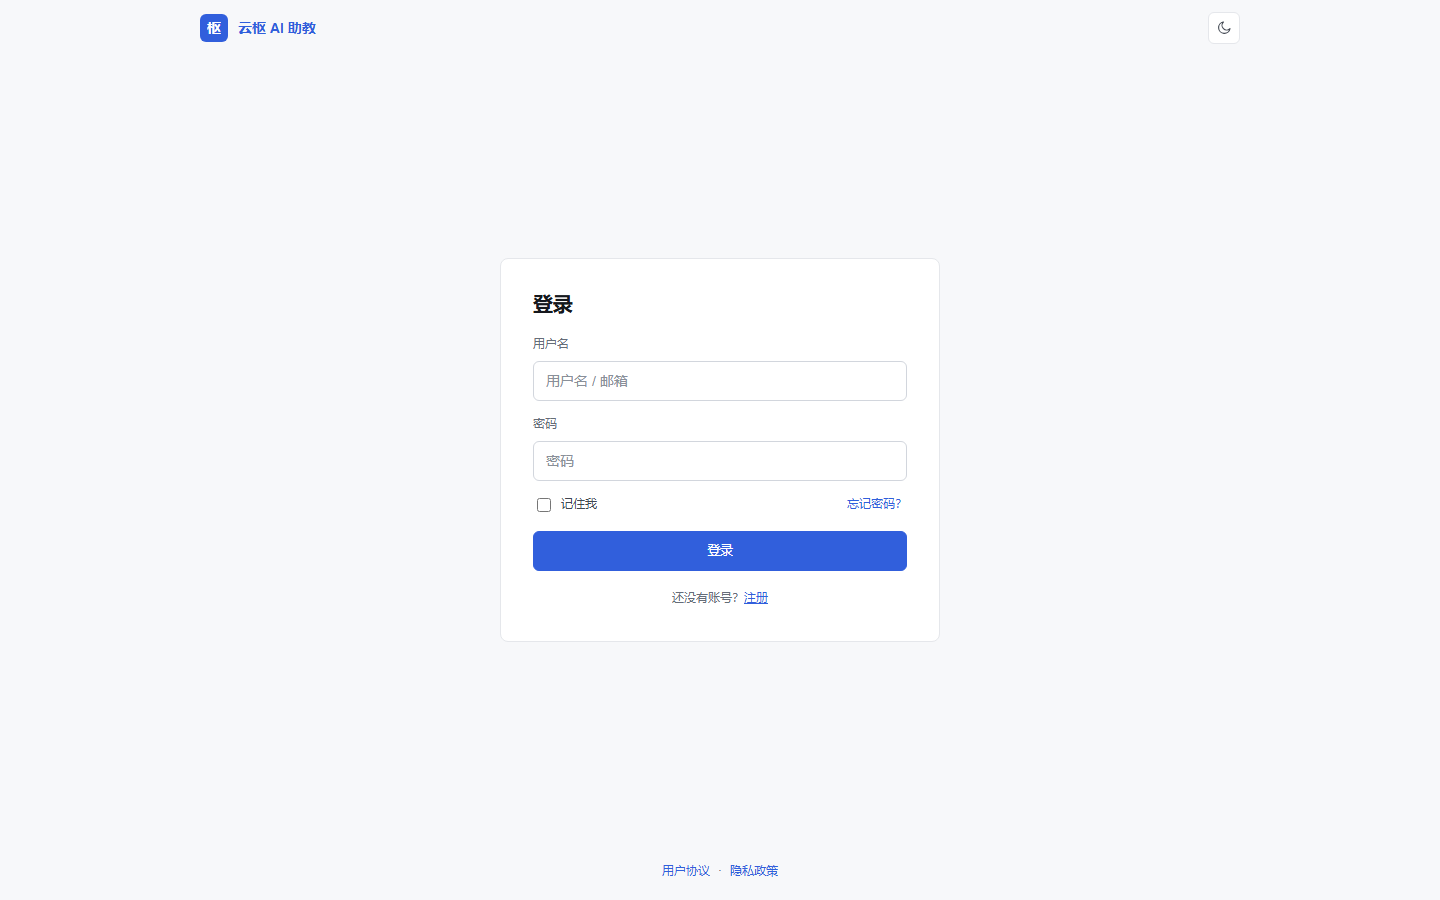 枢 云枢 AI 助教
登录
用户名
用户名 / 邮箱
密码
密码
记住我 忘记密码?
登录
还没有账号? 注册
用户协议 · 隐私政策